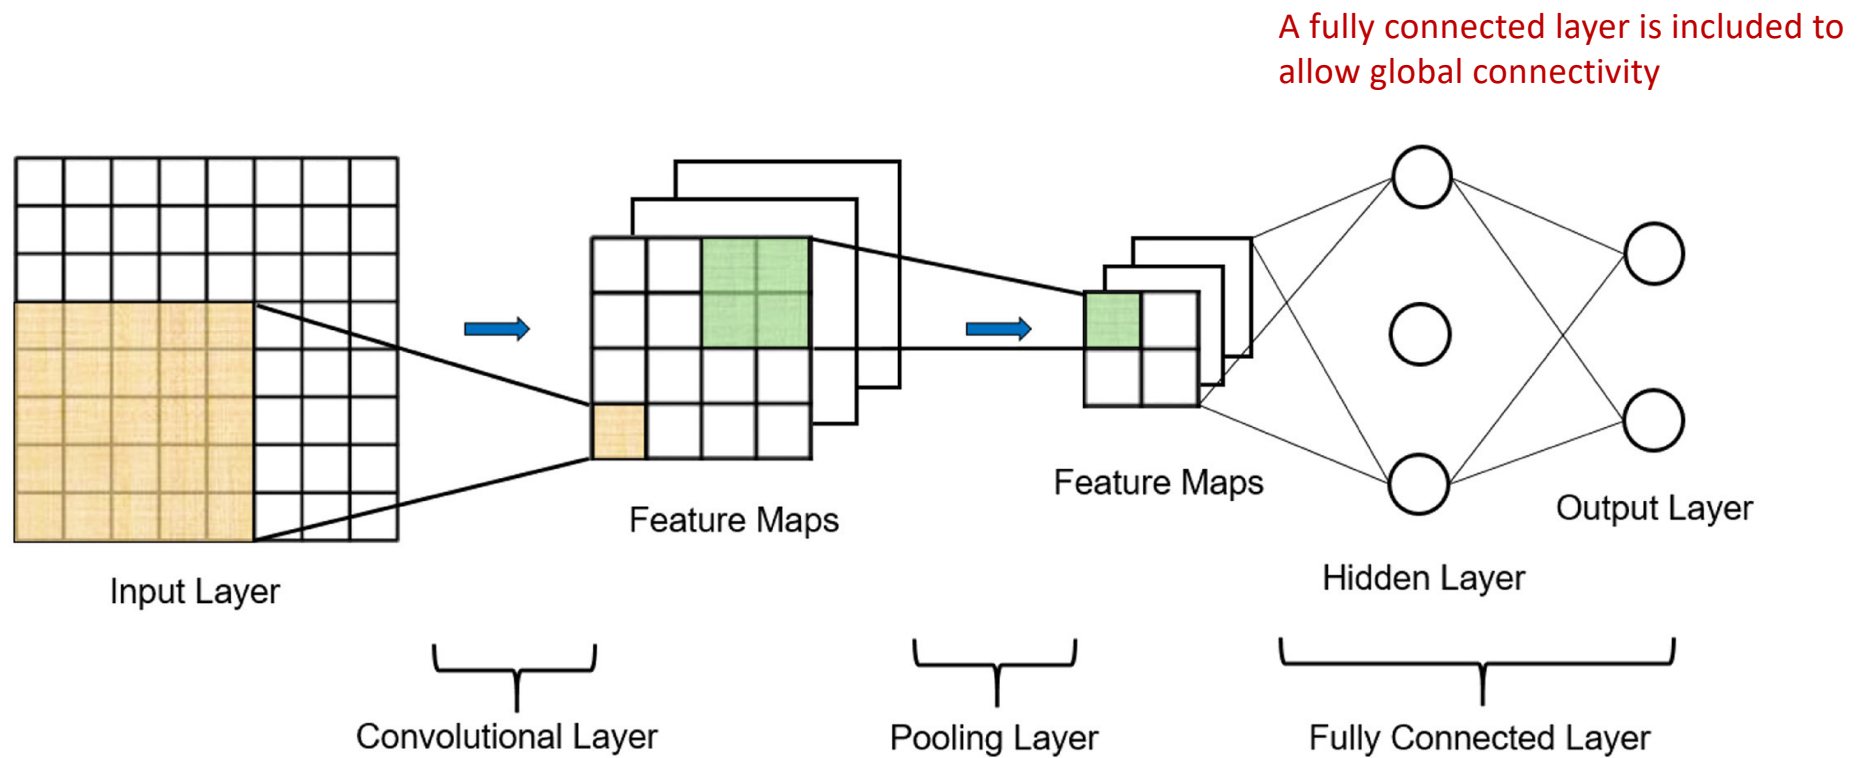 A fully connected layer is included to
allow global connectivity
Input Layer
Feature Maps
Feature Maps
Hidden Layer
Output Layer
Convolutional Layer
Pooling Layer
Fully Connected Layer